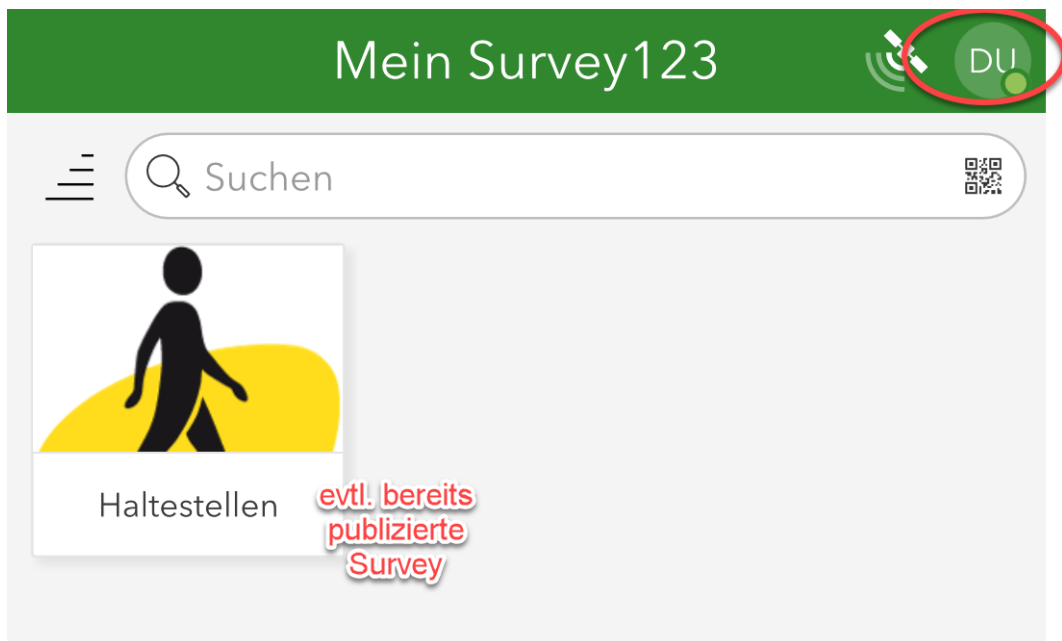 Mein Survey123
DU
Suchen
Haltestellen
evtl. bereits
publizierte
Survey